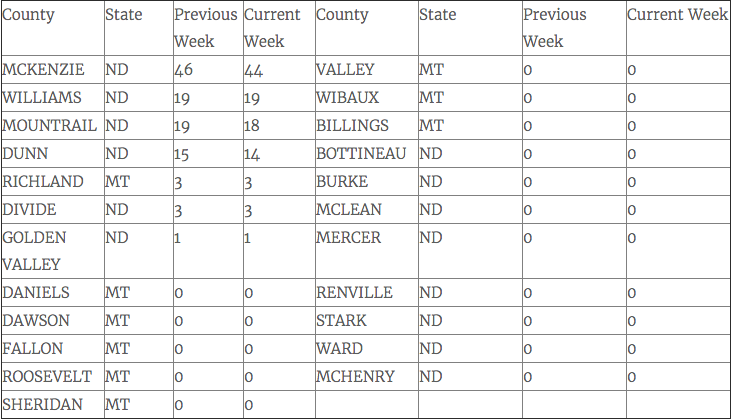 County State Previous Week Current Week County State Previous Week Current Week
MCKENZIE ND 46 44 VALLEY MT 0 0
WILLIAMS ND 19 19 WIBAUX MT 0 0
MOUNTRAIL ND 19 18 BILLINGS MT 0 0
DUNN ND 15 14 BOTTINEAU ND 0 0
RICHLAND MT 3 3 BURKE ND 0 0
DIVIDE ND 3 3 MCLEAN ND 0 0
GOLDEN VALLEY ND 1 1 MERCER ND 0 0
DANIELS MT 0 0 RENVILLE ND 0 0
DAWSON MT 0 0 STARK ND 0 0
FALLON MT 0 0 WARD ND 0 0
ROOSEVELT MT 0 0 MCHENRY ND 0 0
SHERIDAN MT 0 0